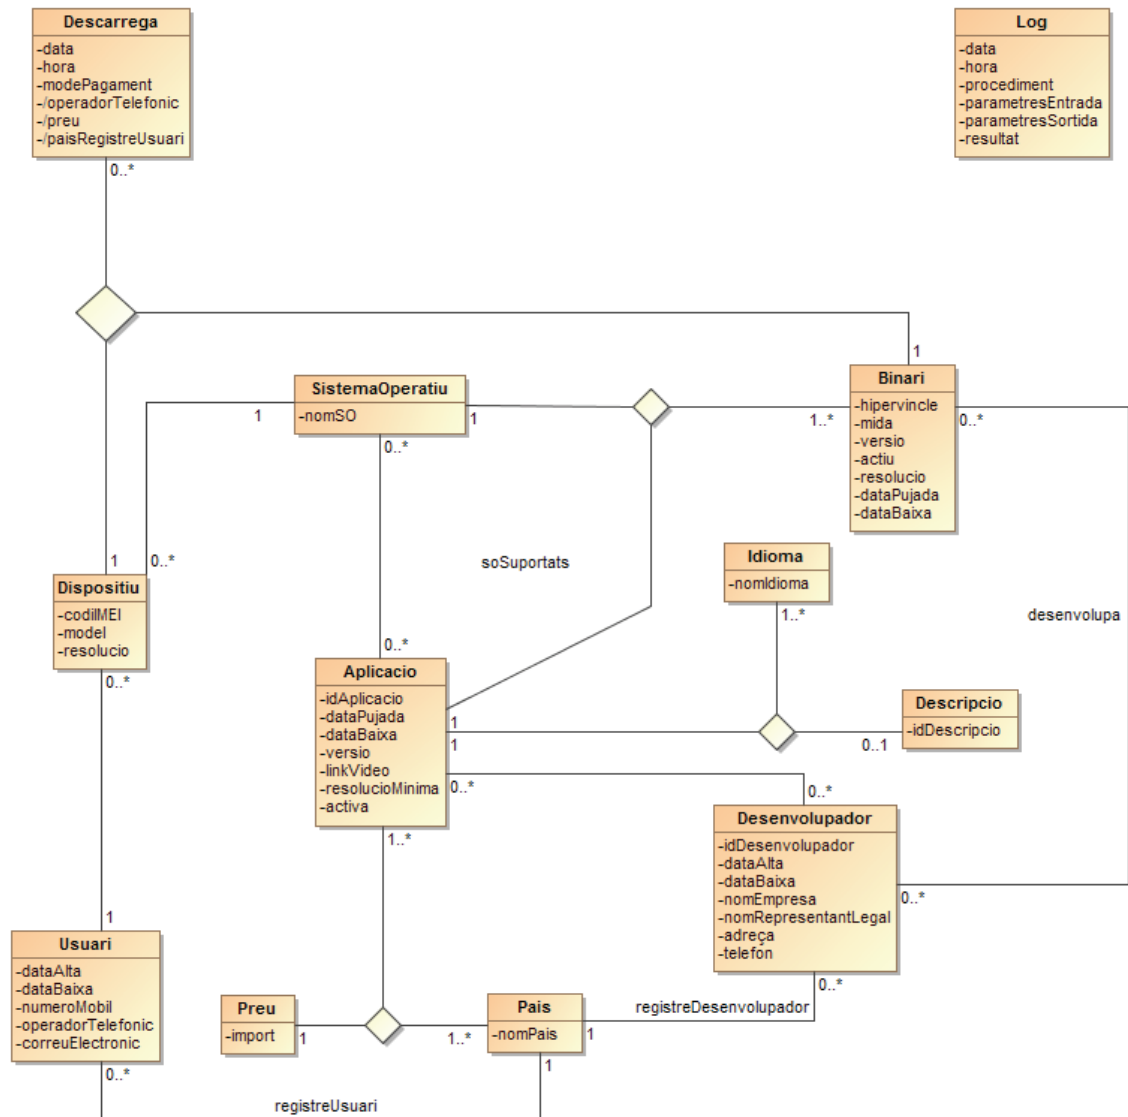 Descarrega
-data
-hora
-modePagament
-/operadorTelefonic
-/preu
-/paisRegistreUsuari
0..*
Log
-data
-hora
-procediment
-parametresEntrada
-parametresSortida
-resultat
1
Binari
-hipervincle
-mida
-versio
-actiu
-resolucio
-dataPujada
-dataBaixa
1..*
0..*
SistemaOperatiu
-nomSO
1
1
0..*
soSuportats
Idioma
-nomIdioma
1..*
desenvolupa
1
0..*
Dispositiu
-codiIMEI
-model
-resolucio
0..*
0..*
Aplicacio
-idAplicacio
-dataPujada
-dataBaixa
-versio
-linkVideo
-resolucioMinima
-activa
1
1
0..*
1..*
Descripcio
-idDescripcio
0..1
0..*
Desenvolupador
-idDesenvolupador
-dataAlta
-dataBaixa
-nomEmpresa
-nomRepresentantLegal
-adreça
-telefon
0..*
0..*
1
Usuari
-dataAlta
-dataBaixa
-numeroMobil
-operadorTelefonic
-correuElectronic
0..*
Preu
-import
1
1..*
Pais
-nomPais
1
1
registreDesenvolupador
registreUsuari